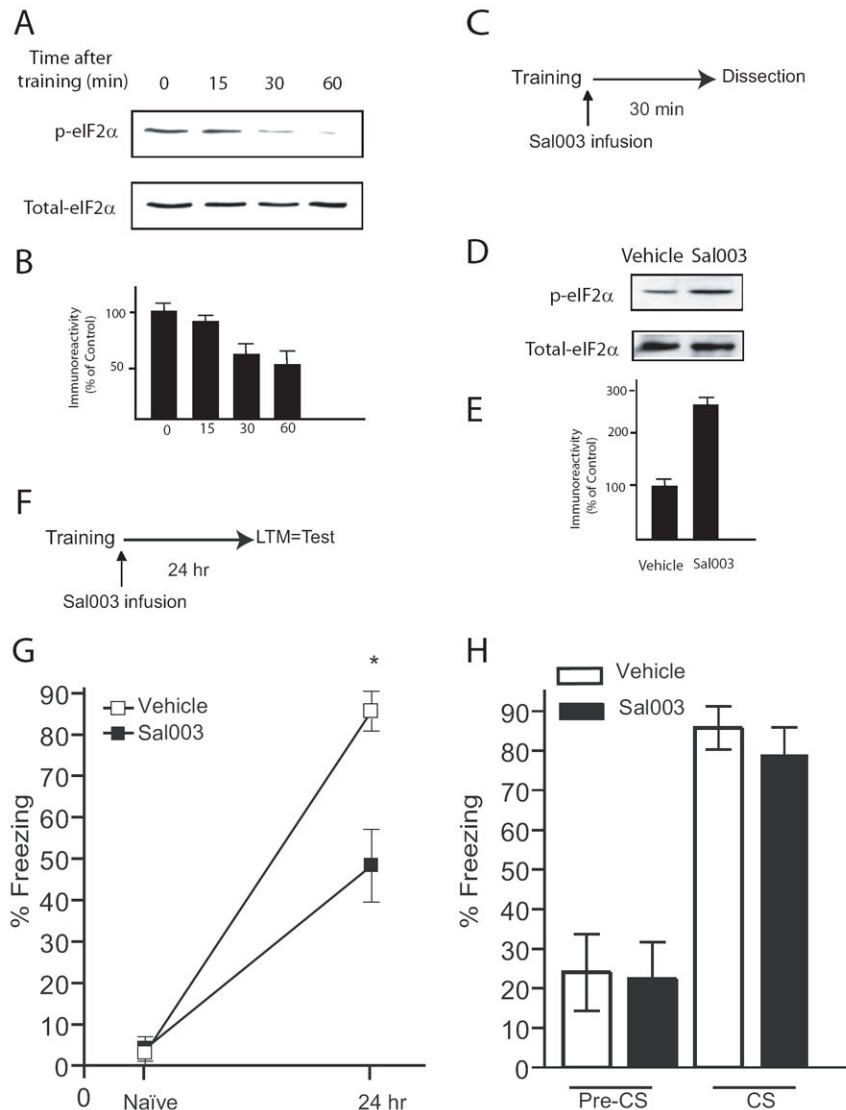 A
Time after
training (min) 0 15 30 60
p-eIF2α
Total-eIF2α
B
Immunoreactivity
(% of Control)
100
50
0 15 30 60
C
Training
Dissection
30 min
Sal003 infusion
D
Vehicle Sal003
p-eIF2α
Total-eIF2α
E
Immunoreactivity
(% of Control)
300
200
100
Vehicle Sal003
F
Training
LTM=Test
24 hr
Sal003 infusion
G
*
% Freezing
90
80
70
60
50
40
30
20
10
0
Vehicle
Sal003
0 Naïve 24 hr
H
Vehicle
Sal003
% Freezing
90
80
70
60
50
40
30
20
10
0
Pre-CS CS